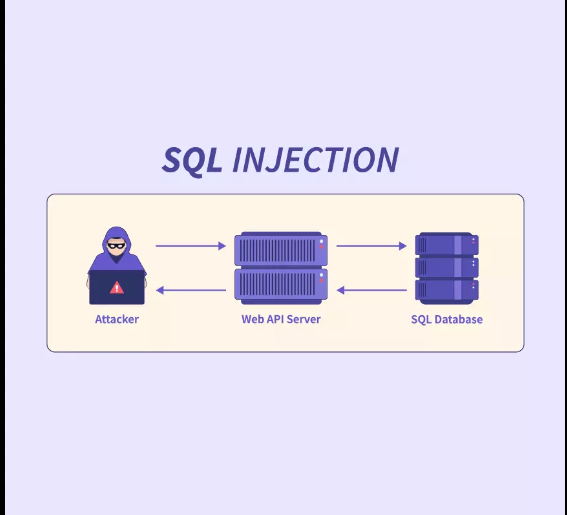 SQL INJECTION
Attacker
Web API Server
SQL Database